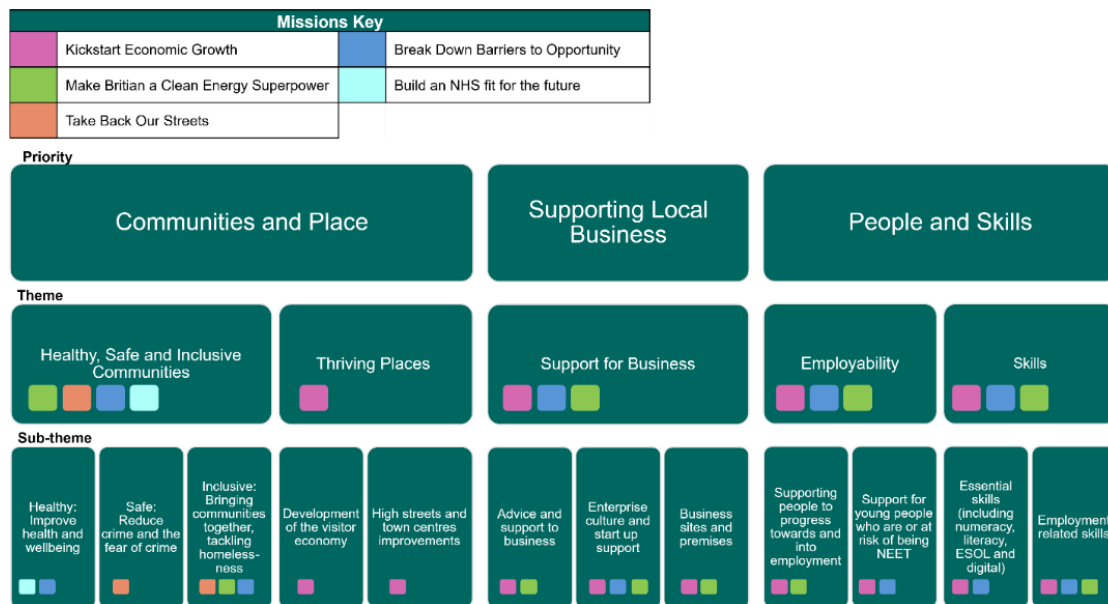 Missions Key
Kickstart Economic Growth
Break Down Barriers to Opportunity
Make Britian a Clean Energy Superpower
Build an NHS fit for the future
Take Back Our Streets
Priority
Communities and Place
Supporting Local
Business
People and Skills
Theme
Healthy, Safe and Inclusive
Communities
Thriving Places
Support for Business
Employability
Skills
Sub-theme
Healthy:
Improve
health and
wellbeing
Safe:
Reduce
crime and the
fear of crime
Inclusive:
Bringing
communities
together,
tackling
homeless-
ness
Development
of the visitor
economy
High streets and
town centres
improvements
Advice and
support to
business
Enterprise
culture and
start up
support
Business
sites and
premises
Supporting
people to
progress
towards and
into
employment
Support for
young people
who are or at
risk of being
NEET
Essential
skills
(including
numeracy,
literacy,
ESOL and
digital)
Employment
related skills